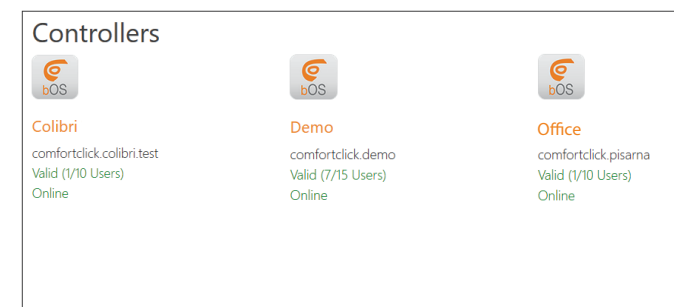 Controllers
bOS
Colibri
comfortclick.colibri.test
Valid (1/10 Users)
Online
bOS
Demo
comfortclick.demo
Valid (7/15 Users)
Online
bOS
Office
comfortclick.pisarna
Valid (1/10 Users)
Online